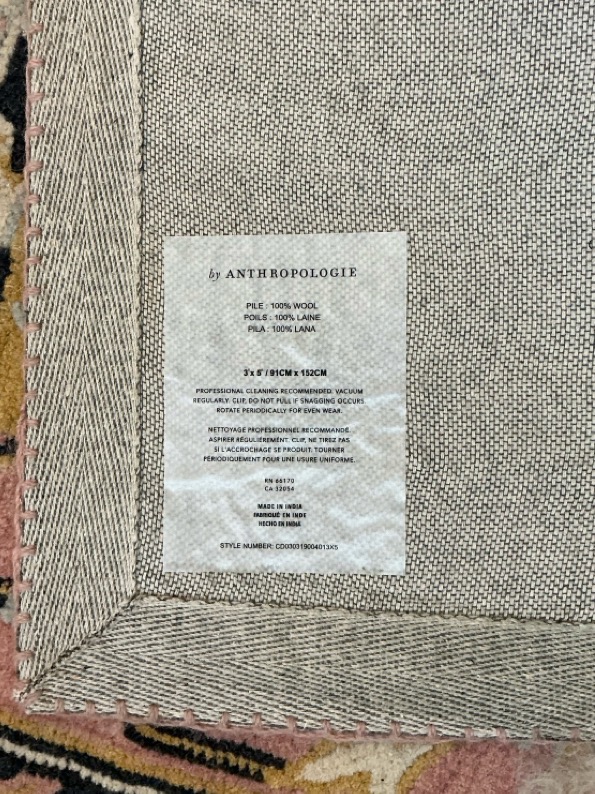 by ANTHROPOLOGIE
PILE : 100% WOOL
POILS : 100% LAINE
PILA : 100% LANA
3'x 5' / 91CM x 152CM
PROFESSIONAL CLEANING RECOMMENDED. VACUUM
REGULARLY. CLIP, DO NOT PULL IF SNAGGING OCCURS.
ROTATE PERIODICALLY FOR EVEN WEAR.
NETTOYAGE PROFESSIONNEL RECOMMANDÉ.
ASPIRER RÉGULIÈREMENT. CLIP, NE TIREZ PAS
SI L'ACCROCHAGE SE PRODUIT. TOURNER
PÉRIODIQUEMENT POUR UNE USURE UNIFORME.
RN 66170
CA 32054
MADE IN INDIA
FABRIQUÉ EN INDE
HECHO EN INDIA
STYLE NUMBER: CD030319004013X5